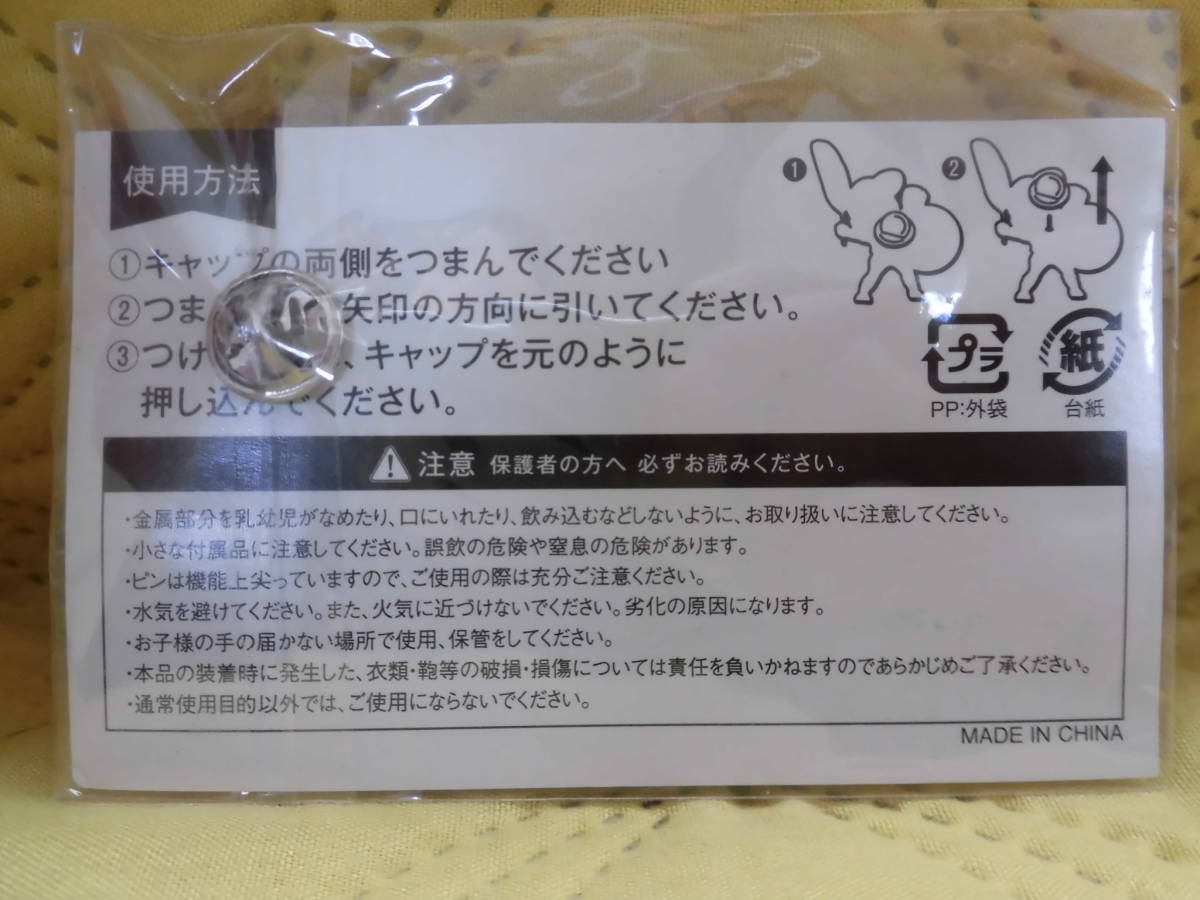 使用方法
①キャップの両側をつまんでください
②つま 矢印の方向に引いてください。
③つけ 、キャップを元のように
押し込んでください。
① ②
プラ 紙
PP:外袋 台紙
注意 保護者の方へ 必ずお読みください。
・金属部分を乳幼児がなめたり、口にいれたり、飲み込むなどしないように、お取り扱いに注意してください。
・小さな付属品に注意してください。誤飲の危険や窒息の危険があります。
・ピンは機能上尖っていますので、ご使用の際は充分ご注意ください。
・水気を避けてください。また、火気に近づけないでください。劣化の原因になります。
・お子様の手の届かない場所で使用、保管をしてください。
・本品の装着時に発生した、衣類・鞄等の破損・損傷については責任を負いかねますのであらかじめご了承ください。
・通常使用目的以外では、ご使用にならないでください。
MADE IN CHINA